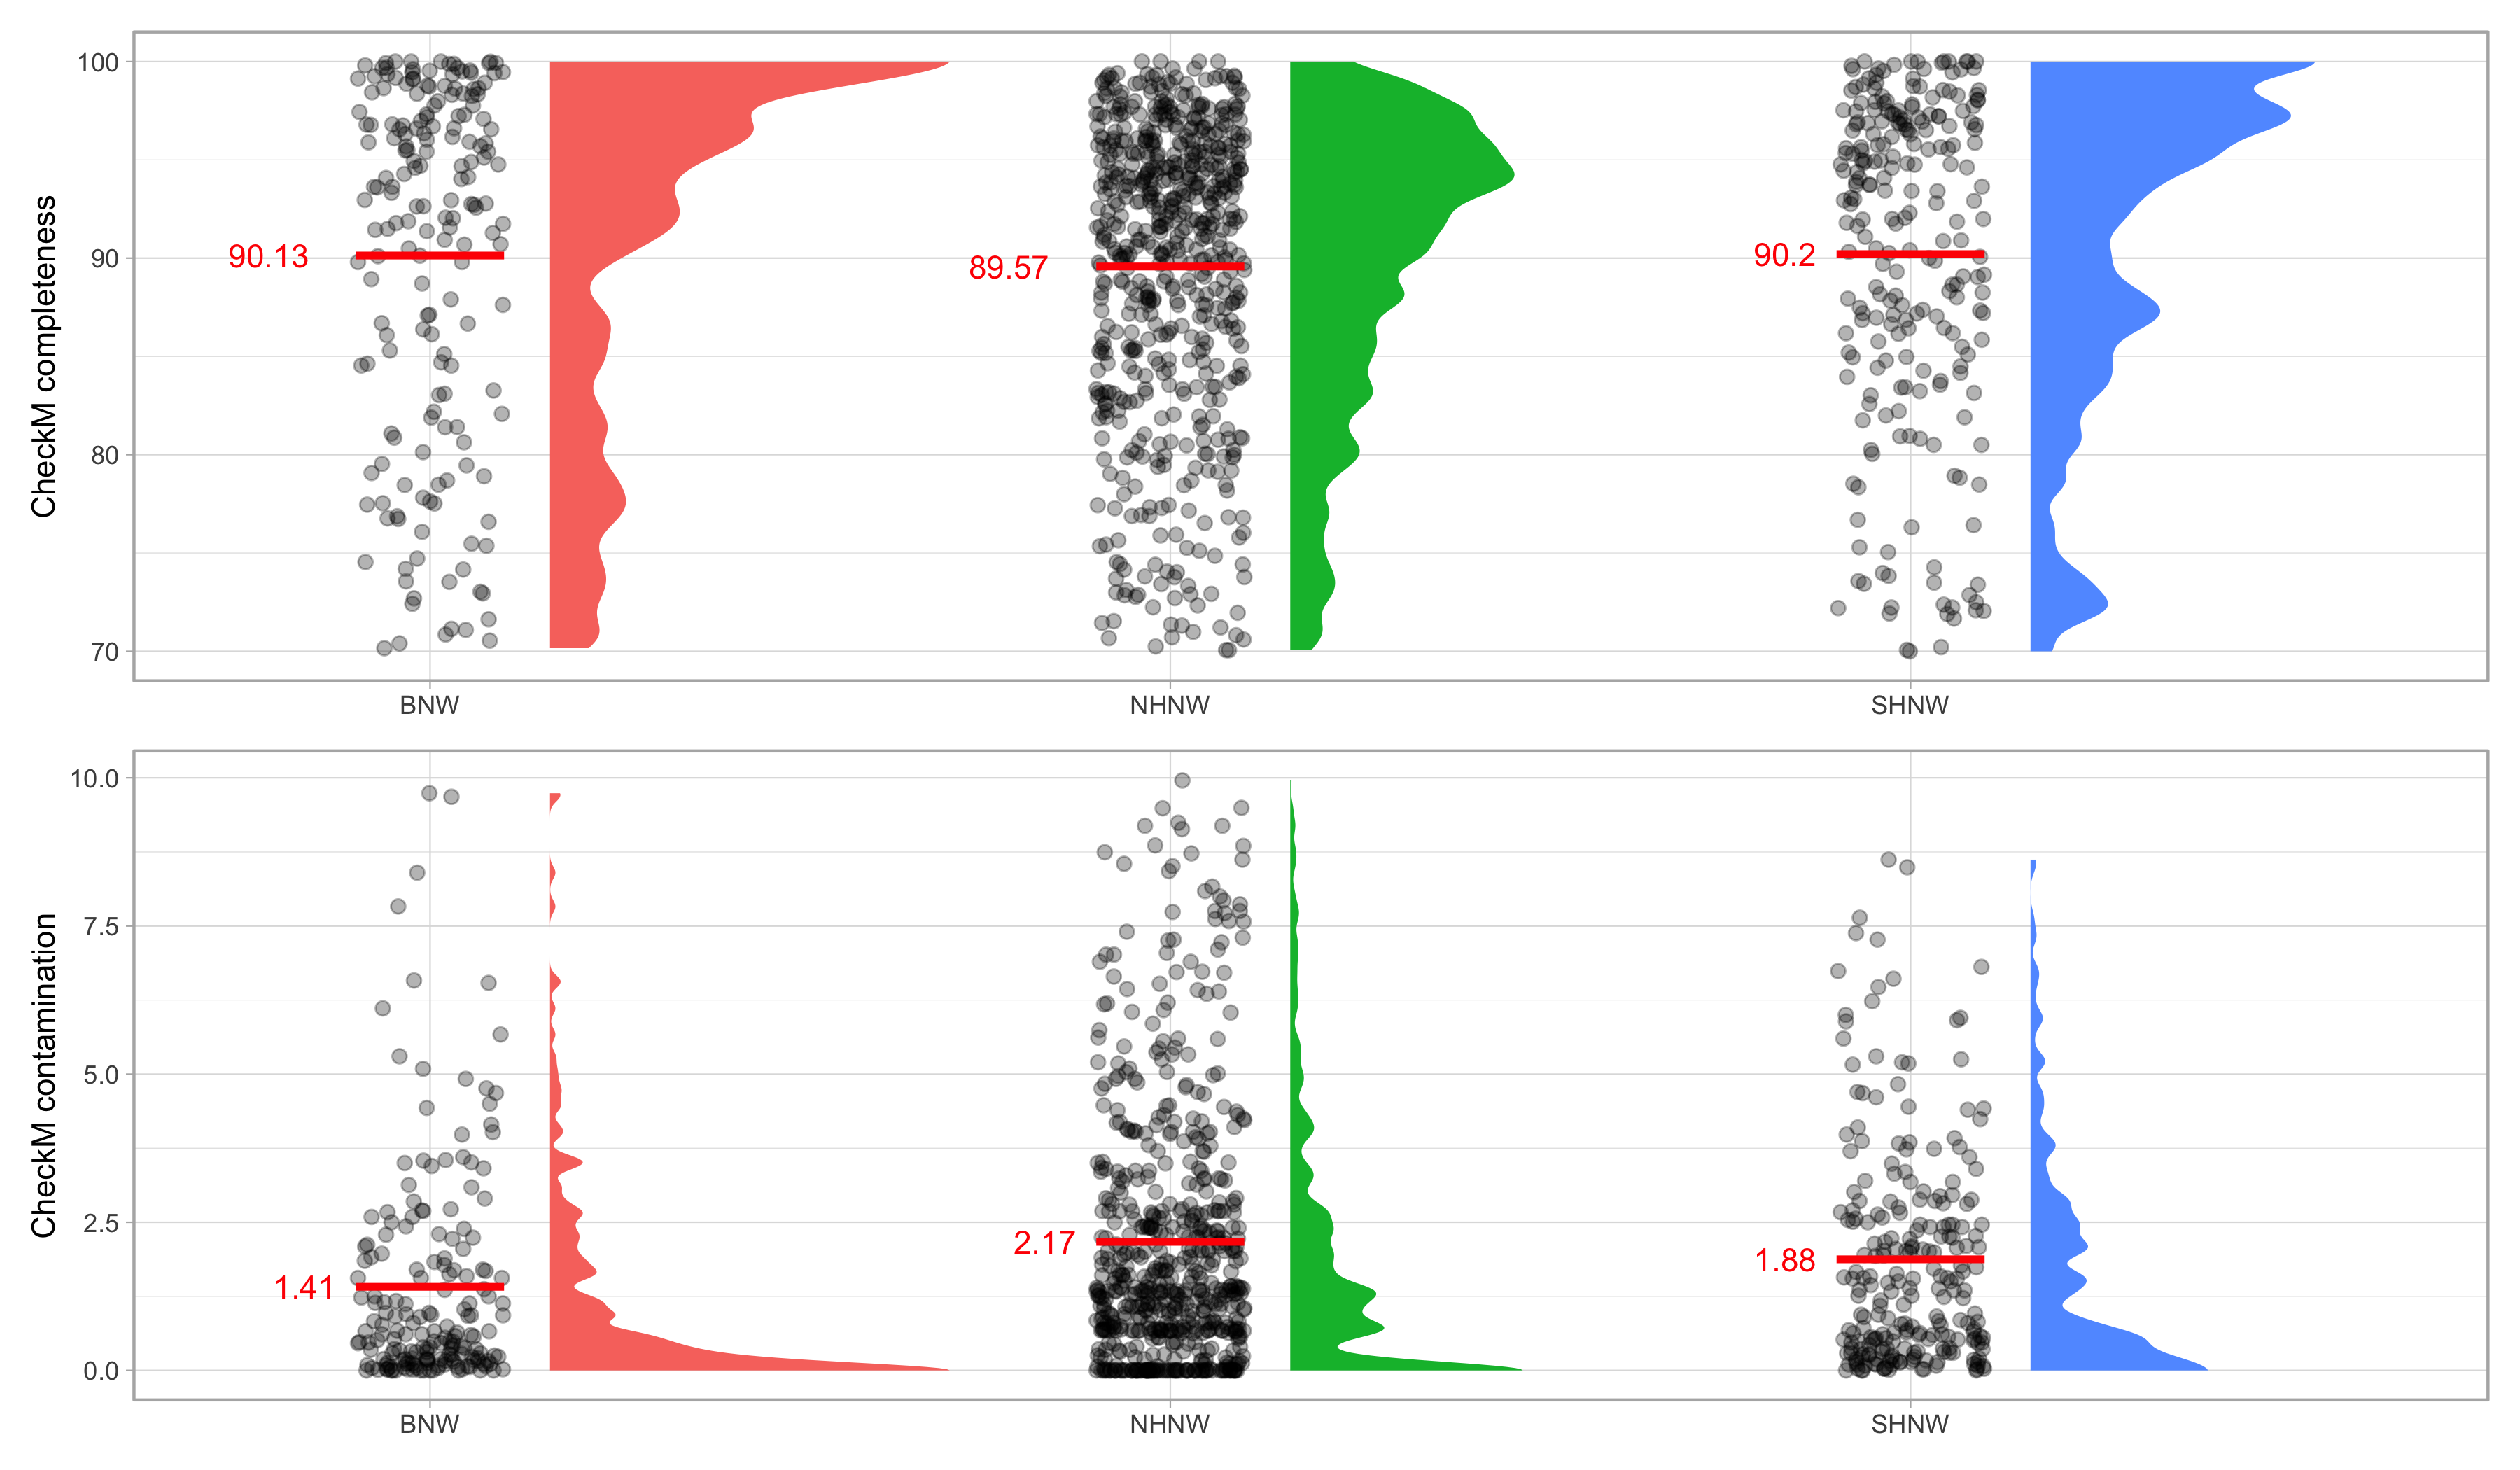 CheckM completeness
100
90
80
70
90.13
89.57
90.2
BNW
NHNW
SHNW
CheckM contamination
10.0
7.5
5.0
2.5
0.0
1.41
2.17
1.88
BNW
NHNW
SHNW